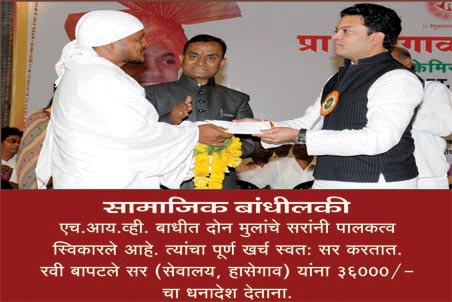 सामाजिक बांधीलकी
एच.आय.व्ही. बाधीत दोन मुलांचे सरांनी पालकत्व
स्विकारले आहे. त्यांचा पूर्ण खर्च स्वतः सर करतात.
रवी बापटले सर (सेवालय, हासेगाव) यांना ३६०००/–
चा धनादेश देताना.